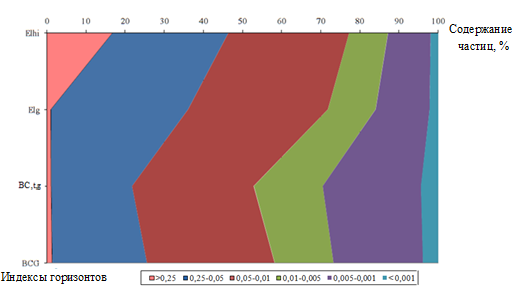 0 10 20 30 40 50 60 70 80 90 100
Содержание
частиц, %
Elhi
Elg
BC,tg
BCG
Индексы горизонтов
>0,25 0,25-0,05 0,05-0,01 0,01-0,005 0,005-0,001 <0,001